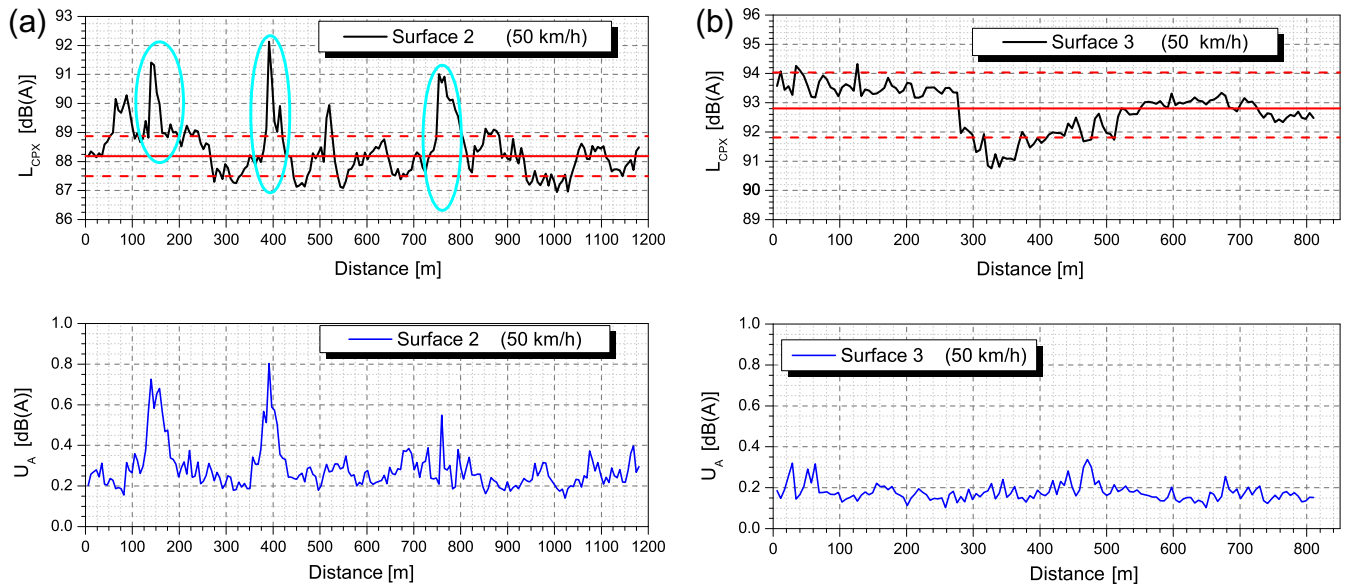 (a)
93
92
91
90
89
88
87
86
L_CPX [dB(A)]
Surface 2 (50 km/h)
0 100 200 300 400 500 600 700 800 900 1000 1100 1200
Distance [m]
(b)
96
95
94
93
92
91
90
89
L_CPX [dB(A)]
Surface 3 (50 km/h)
0 100 200 300 400 500 600 700 800
Distance [m]
1.0
0.8
0.6
0.4
0.2
0.0
U_A [dB(A)]
Surface 2 (50 km/h)
0 100 200 300 400 500 600 700 800 900 1000 1100 1200
Distance [m]
1.0
0.8
0.6
0.4
0.2
0.0
U_A [dB(A)]
Surface 3 (50 km/h)
0 100 200 300 400 500 600 700 800
Distance [m]